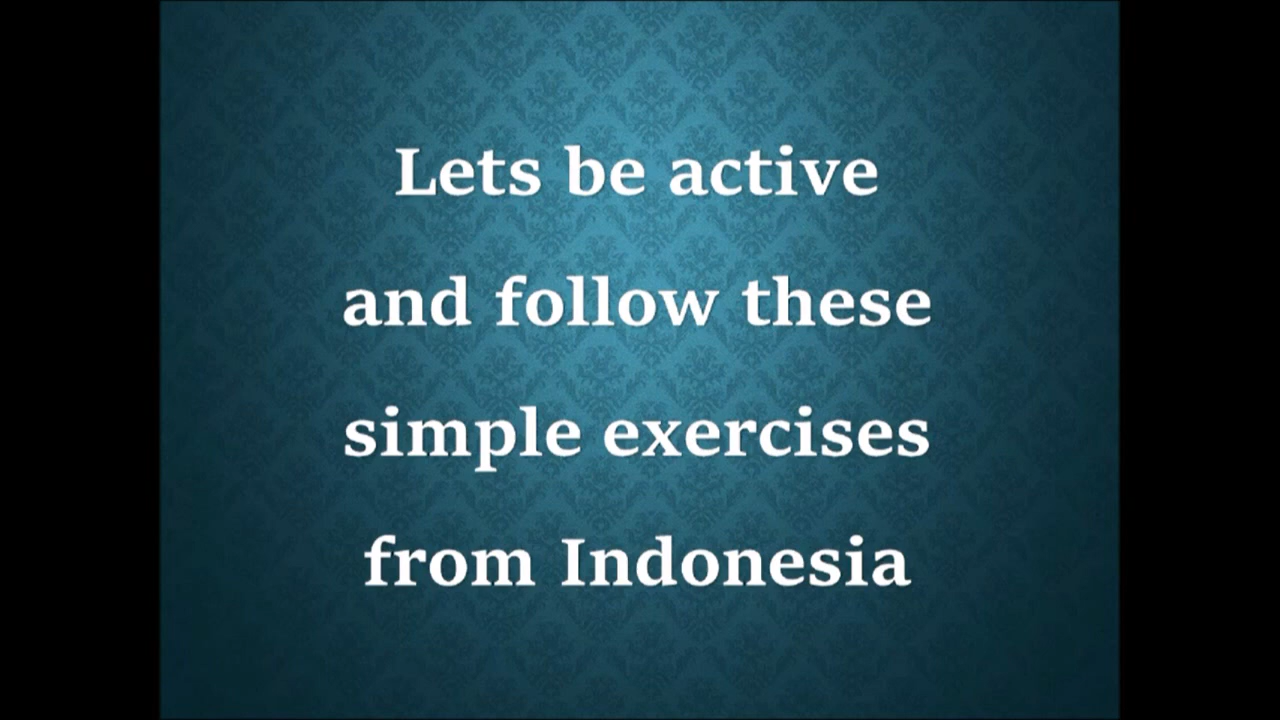 Lets be active
and follow these
simple exercises
from Indonesia